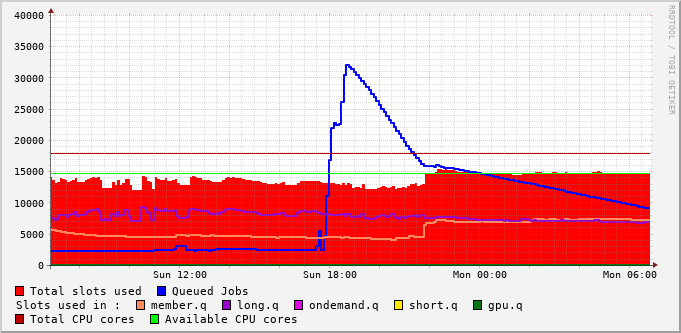 40000
35000
30000
25000
20000
15000
10000
5000
0
Sun 12:00 Sun 18:00 Mon 00:00 Mon 06:00
RRDTOOL / TOBI OETIKER
Total slots used Queued Jobs
Slots used in : member.q long.q ondemand.q short.q gpu.q
Total CPU cores Available CPU cores